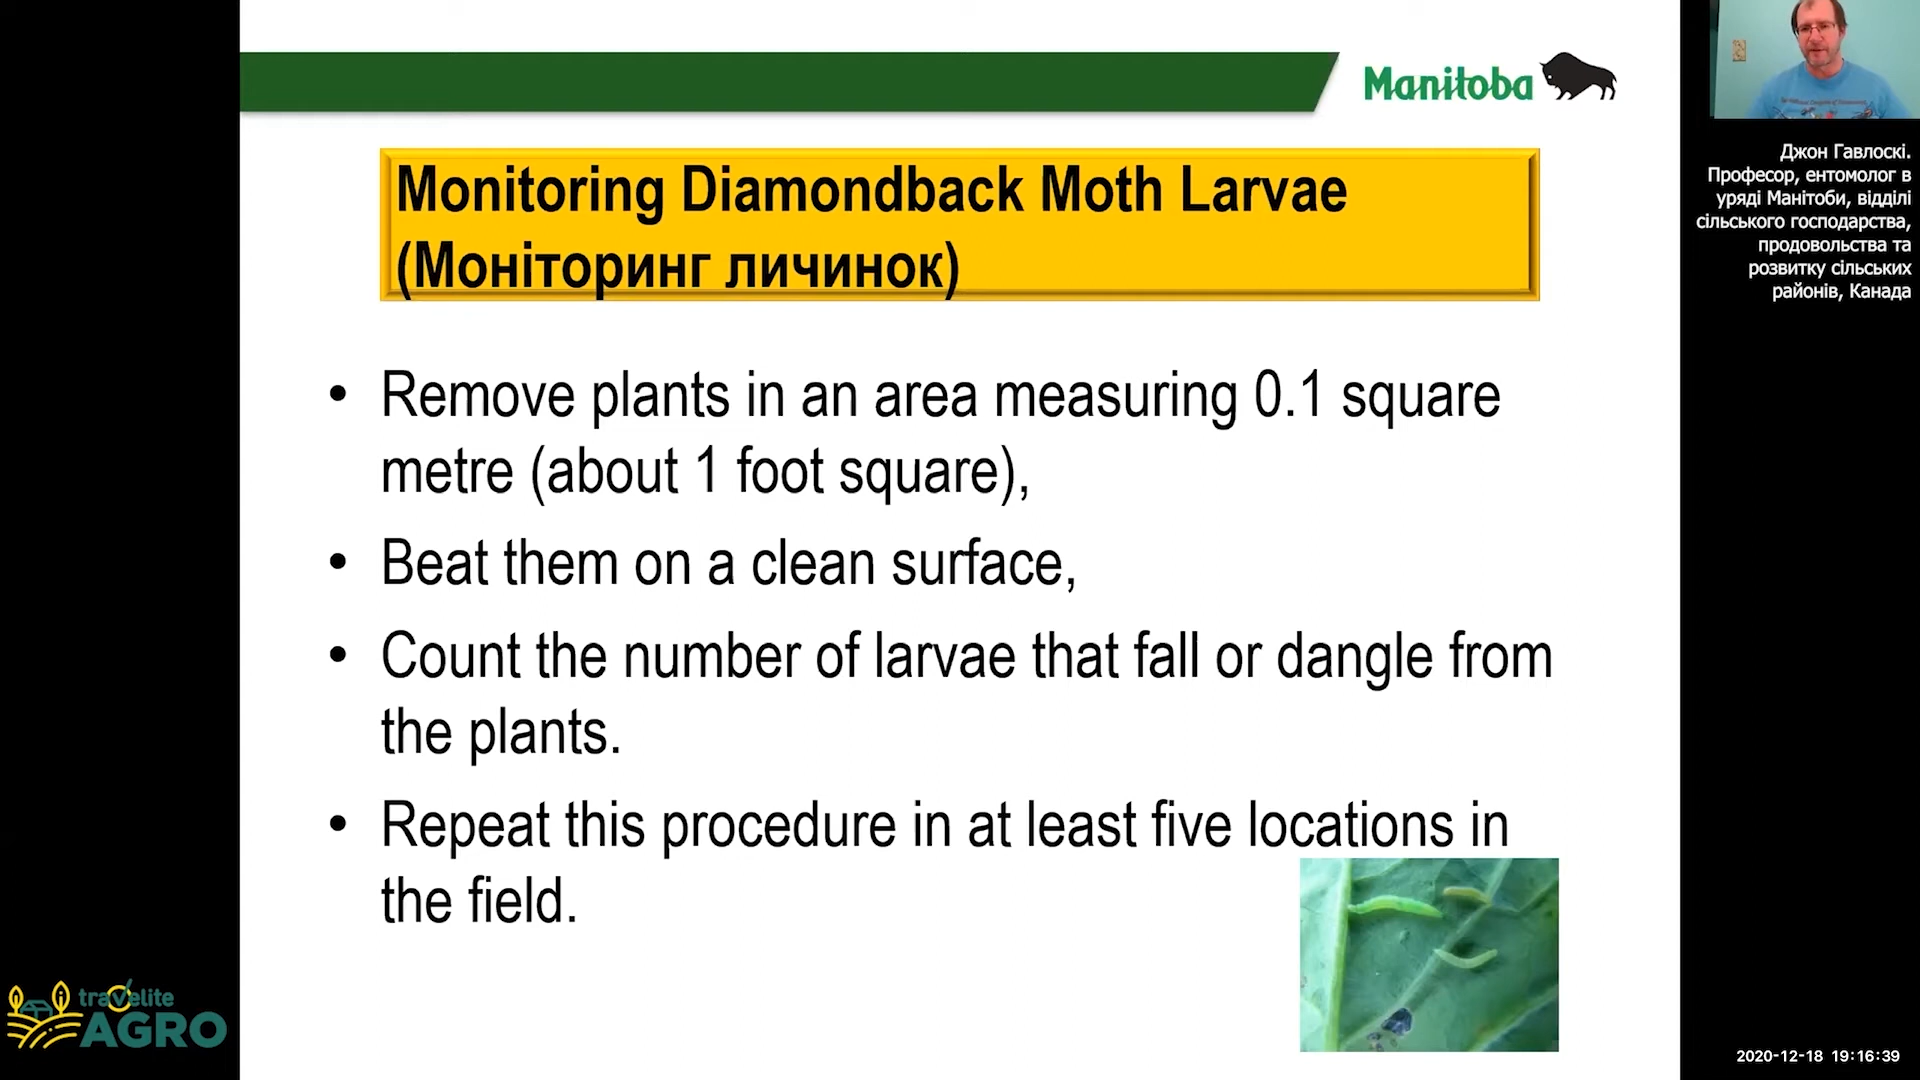 Manitoba
Monitoring Diamondback Moth Larvae
(Моніторинг личинок)
• Remove plants in an area measuring 0.1 square
metre (about 1 foot square),
• Beat them on a clean surface,
• Count the number of larvae that fall or dangle from
the plants.
• Repeat this procedure in at least five locations in
the field.
Джон Гавлоскі.
Професор, ентомолог в
уряді Манітоби, відділі
сільського господарства,
продовольства та
розвитку сільських
районів, Канада
travelite
AGRO
2020-12-18 19:16:39